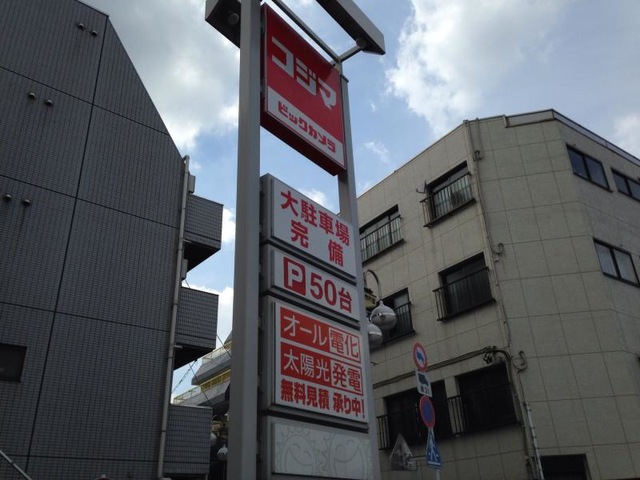 コジマ
ビックカメラ
大駐車場
完備
P50台
オール電化
太陽光発電
無料見積 承り中!